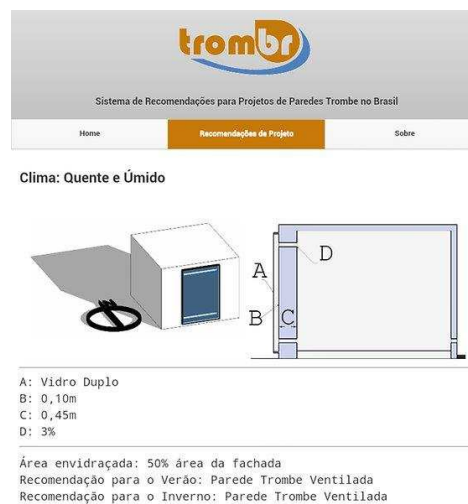 trombr
Sistema de Recomendações para Projetos de Paredes Trombe no Brasil
Home
Recomendações de Projeto
Sobre
Clima: Quente e Úmido
A
D
B
C
A: Vidro Duplo
B: 0,10m
C: 0,45m
D: 3%
Área envidraçada: 50% área da fachada
Recomendação para o Verão: Parede Trombe Ventilada
Recomendação para o Inverno: Parede Trombe Ventilada